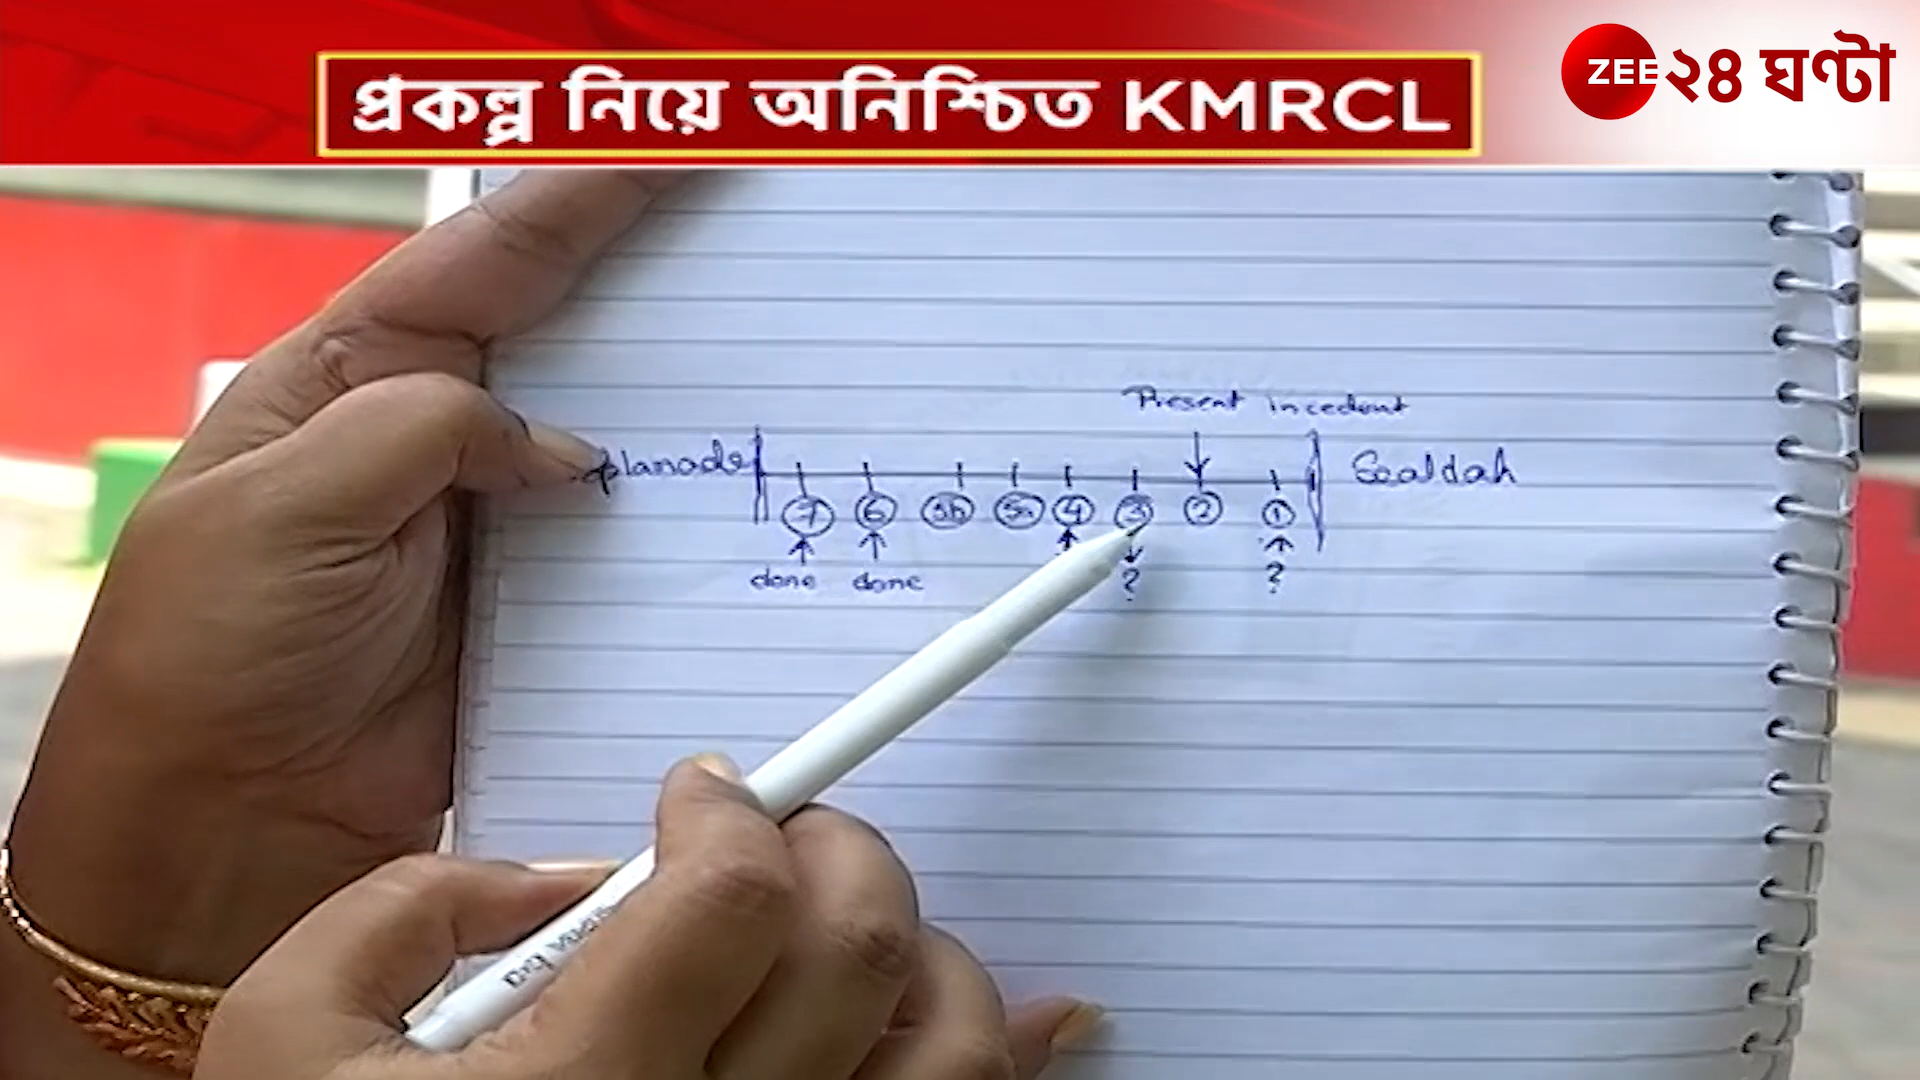 প্রকল্প নিয়ে অনিশ্চিত KMRCL
ZEE ২৪ ঘণ্টা
Present incedent
splanade Sealdah
7 6 5b 5a 4 3 2 1
done done ? ?